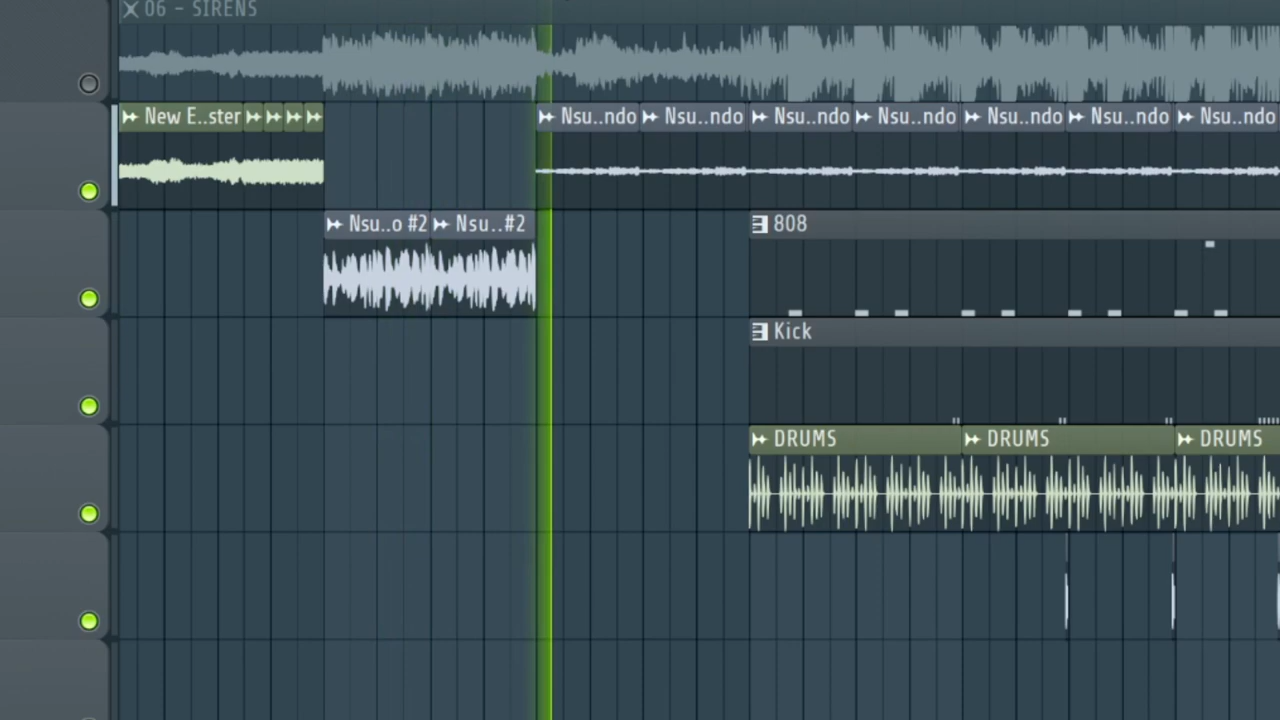 06 - SIRENS
New E..ster
Nsu..ndo Nsu..ndo Nsu..ndo Nsu..ndo Nsu..ndo Nsu..ndo Nsu..ndo
Nsu..o #2 Nsu..#2
808
Kick
DRUMS DRUMS DRUMS